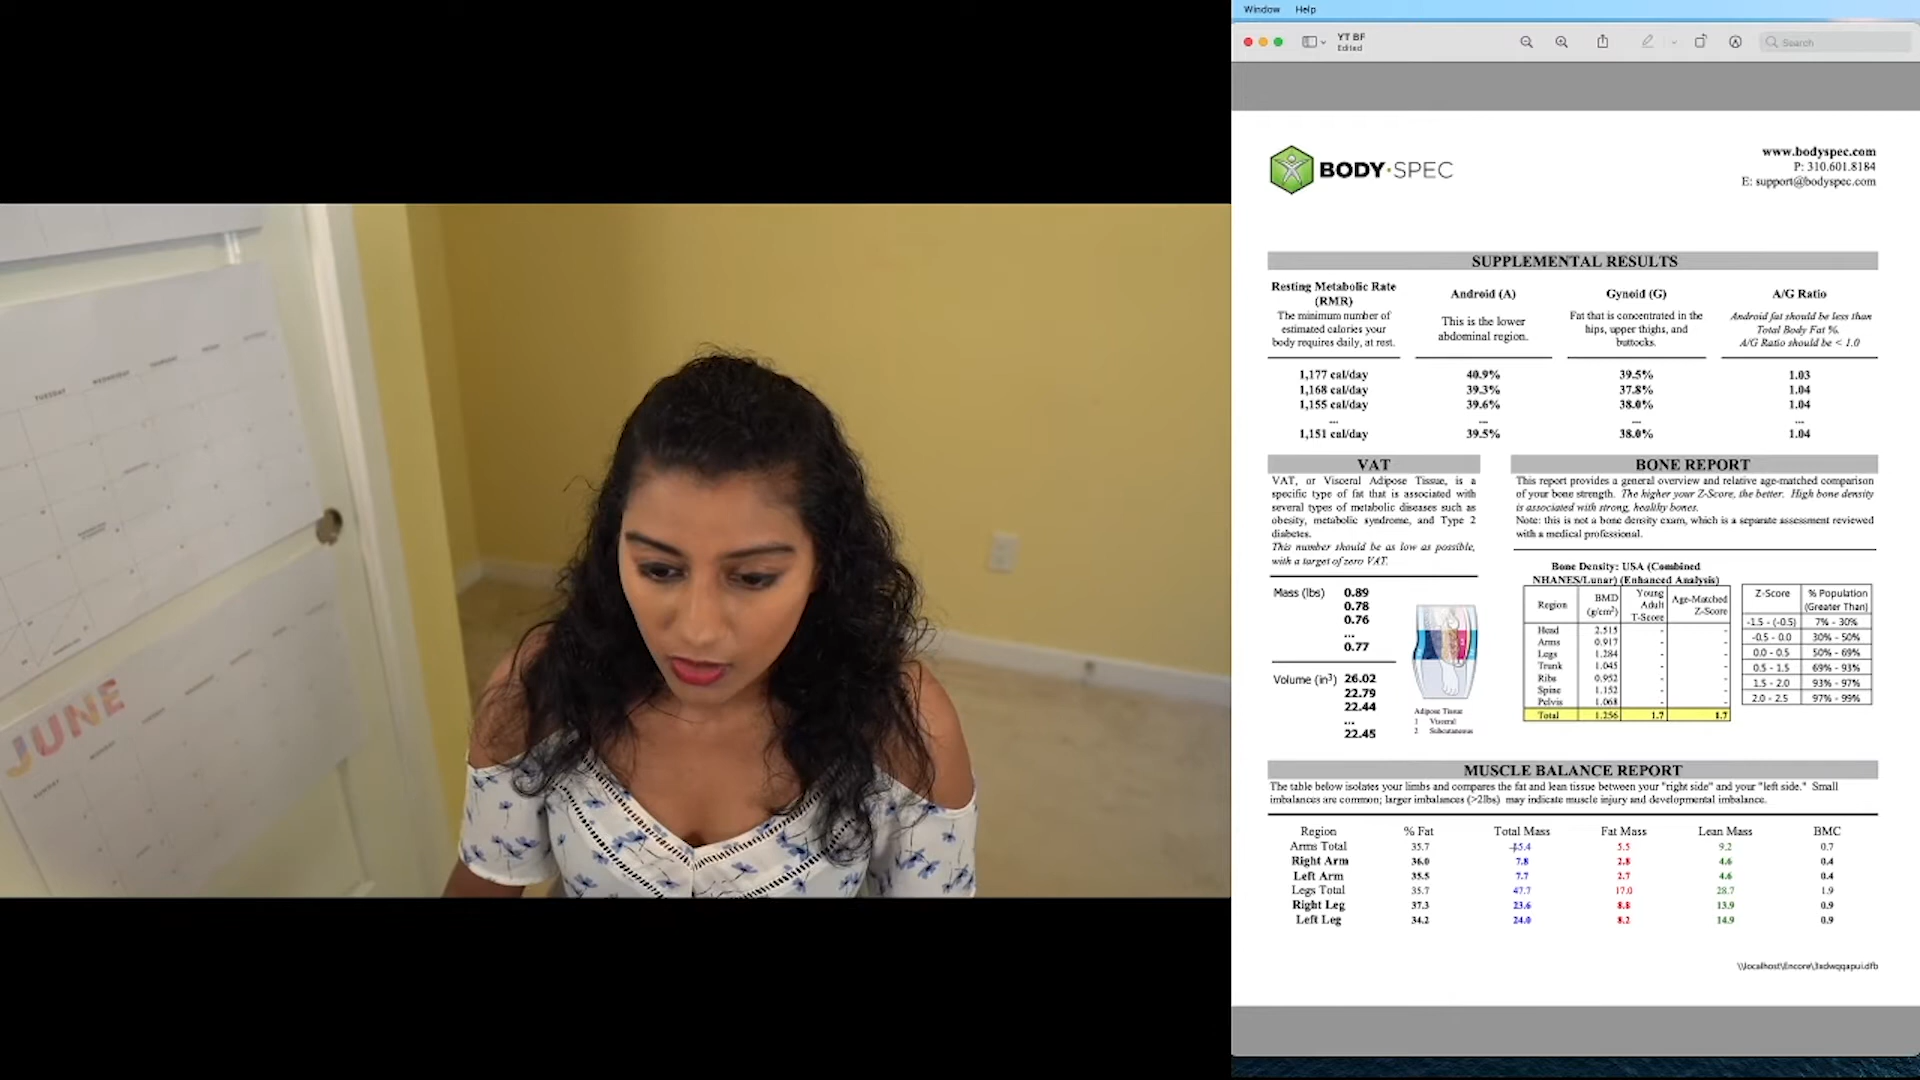 Window Help
YT BF
Edited
Search
BODY·SPEC
www.bodyspec.com
P: 310.601.8184
E: support@bodyspec.com
SUPPLEMENTAL RESULTS
Resting Metabolic Rate
(RMR)
The minimum number of
estimated calories your
body requires daily, at rest.
Android (A)
This is the lower
abdominal region.
Gynoid (G)
Fat that is concentrated in the
hips, upper thighs, and
buttocks.
A/G Ratio
Android fat should be less than
Total Body Fat %.
A/G Ratio should be < 1.0
1,177 cal/day 40.9% 39.5% 1.03
1,168 cal/day 39.3% 37.8% 1.04
1,155 cal/day 39.6% 38.0% 1.04
... ... ... ...
1,151 cal/day 39.5% 38.0% 1.04
VAT
VAT, or Visceral Adipose Tissue, is a
specific type of fat that is associated with
several types of metabolic diseases such as
obesity, metabolic syndrome, and Type 2
diabetes.
This number should be as low as possible,
with a target of zero VAT.
Mass (lbs) 0.89
0.78
0.76
...
0.77
Volume (in³) 26.02
22.79
22.44
...
22.45
Adipose Tissue
1 Visceral
2 Subcutaneous
BONE REPORT
This report provides a general overview and relative age-matched comparison
of your bone strength. The higher your Z-Score, the better. High bone density
is associated with strong, healthy bones.
Note: this is not a bone density exam, which is a separate assessment reviewed
with a medical professional.
Bone Density: USA (Combined
NHANES/Lunar) (Enhanced Analysis)
Region BMD (g/cm²) Young Adult T-Score Age-Matched Z-Score
Head 2.515 - -
Arms 0.917 - -
Legs 1.284 - -
Trunk 1.045 - -
Ribs 0.952 - -
Spine 1.152 - -
Pelvis 1.068 - -
Total 1.256 1.7 1.7
Z-Score % Population (Greater Than)
-1.5 - (-0.5) 7% - 30%
-0.5 - 0.0 30% - 50%
0.0 - 0.5 50% - 69%
0.5 - 1.5 69% - 93%
1.5 - 2.0 93% - 97%
2.0 - 2.5 97% - 99%
MUSCLE BALANCE REPORT
The table below isolates your limbs and compares the fat and lean tissue between your "right side" and your "left side." Small
imbalances are common; larger imbalances (>2lbs) may indicate muscle injury and developmental imbalance.
Region % Fat Total Mass Fat Mass Lean Mass BMC
Arms Total 35.7 15.4 5.5 9.2 0.7
Right Arm 36.0 7.8 2.8 4.6 0.4
Left Arm 35.5 7.7 2.7 4.6 0.4
Legs Total 35.7 47.7 17.0 28.7 1.9
Right Leg 37.3 23.6 8.8 13.9 0.9
Left Leg 34.2 24.0 8.2 14.9 0.9
TUESDAY WEDNESDAY THURSDAY
JUNE
SUNDAY MONDAY